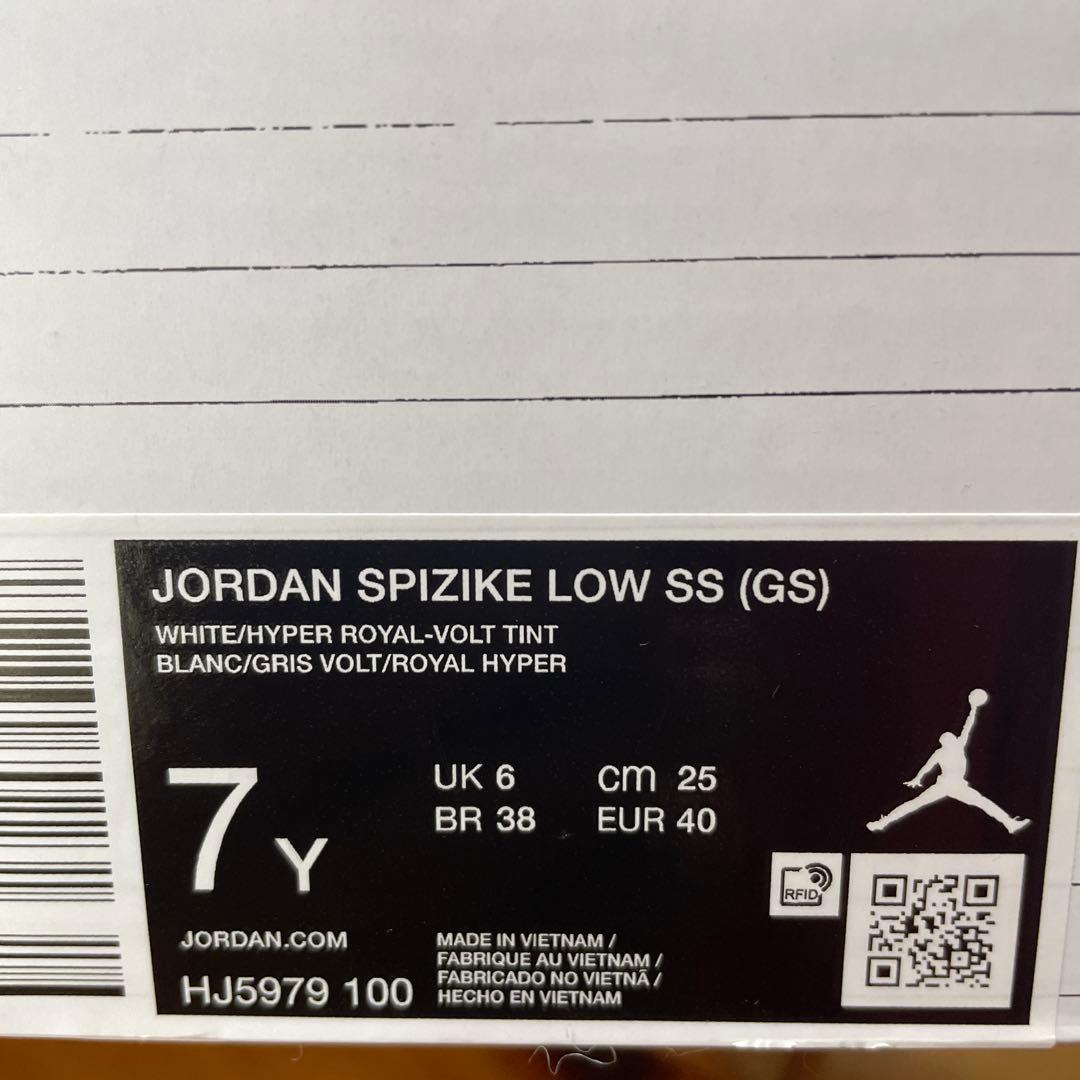 JORDAN SPIZIKE LOW SS (GS)
WHITE/HYPER ROYAL-VOLT TINT
BLANC/GRIS VOLT/ROYAL HYPER
7 Y
UK 6 cm 25
BR 38 EUR 40
RFID
JORDAN.COM
HJ5979 100
MADE IN VIETNAM /
FABRIQUE AU VIETNAM /
FABRICADO NO VIETNÃ /
HECHO EN VIETNAM